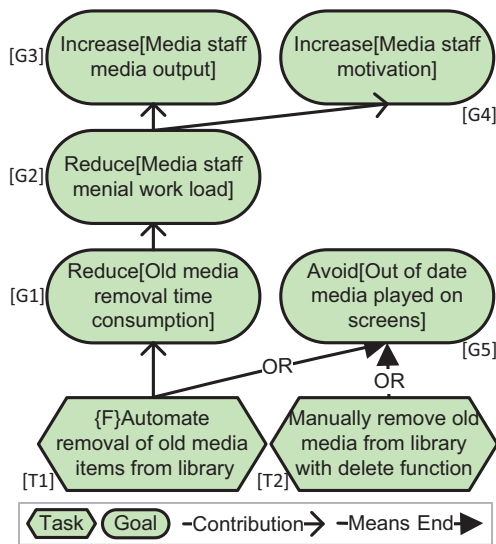 Increase[Media staff
media output]
[G3]
Increase[Media staff
motivation]
[G4]
Reduce[Media staff
menial work load]
[G2]
Reduce[Old media
removal time
consumption]
[G1]
Avoid[Out of date
media played on
screens]
[G5]
OR
OR
{F}Automate
removal of old media
items from library
[T1]
Manually remove old
media from library
with delete function
[T2]
Task
Goal
Contribution
Means End